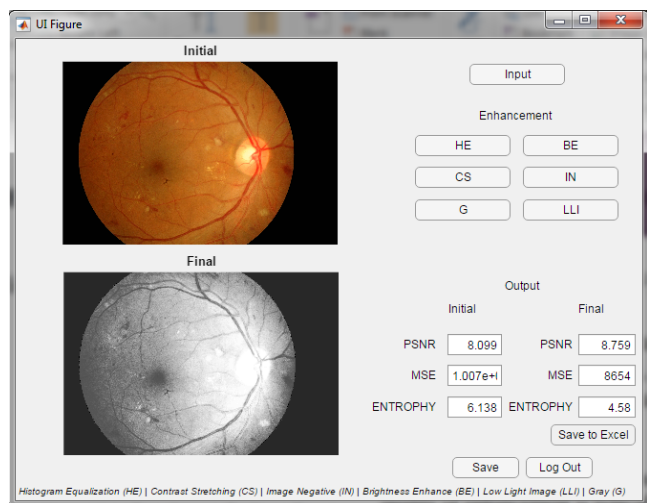 UI Figure
Initial
Input
Enhancement
HE BE
CS IN
G LLI
Final
Output
Initial Final
PSNR 8.099 PSNR 8.759
MSE 1.007e+ MSE 8654
ENTROPHY 6.138 ENTROPHY 4.58
Save to Excel
Save Log Out
Histogram Equalization (HE) | Contrast Stretching (CS) | Image Negative (IN) | Brightness Enhance (BE) | Low Light Image (LLI) | Gray (G)